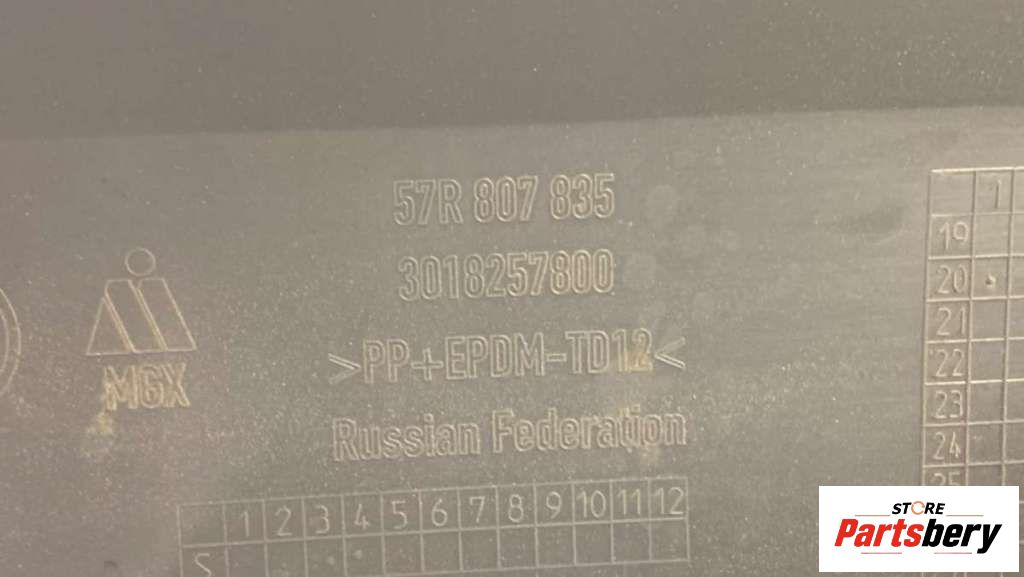 57R 807 835
3018257800
>PP+EPDM-TD12<
MGX
Russian Federation
1
19
20
21
22
23
24
25
1 2 3 4 5 6 7 8 9 10 11 12
S
STORE
Partsbery